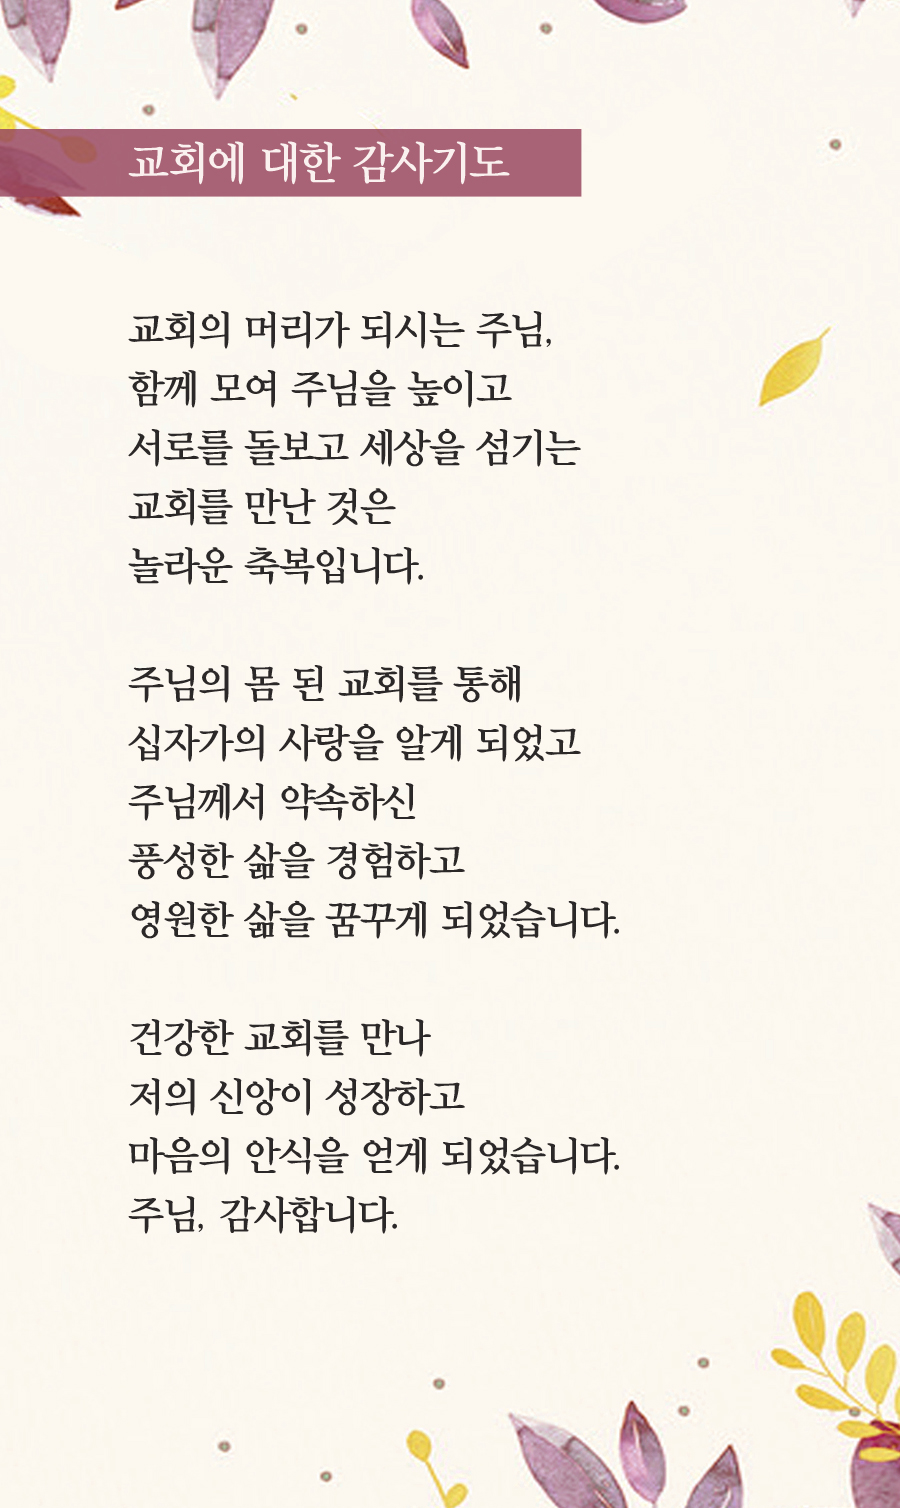 교회에 대한 감사기도
교회의 머리가 되시는 주님,
함께 모여 주님을 높이고
서로를 돌보고 세상을 섬기는
교회를 만난 것은
놀라운 축복입니다.
주님의 몸 된 교회를 통해
십자가의 사랑을 알게 되었고
주님께서 약속하신
풍성한 삶을 경험하고
영원한 삶을 꿈꾸게 되었습니다.
건강한 교회를 만나
저의 신앙이 성장하고
마음의 안식을 얻게 되었습니다.
주님, 감사합니다.